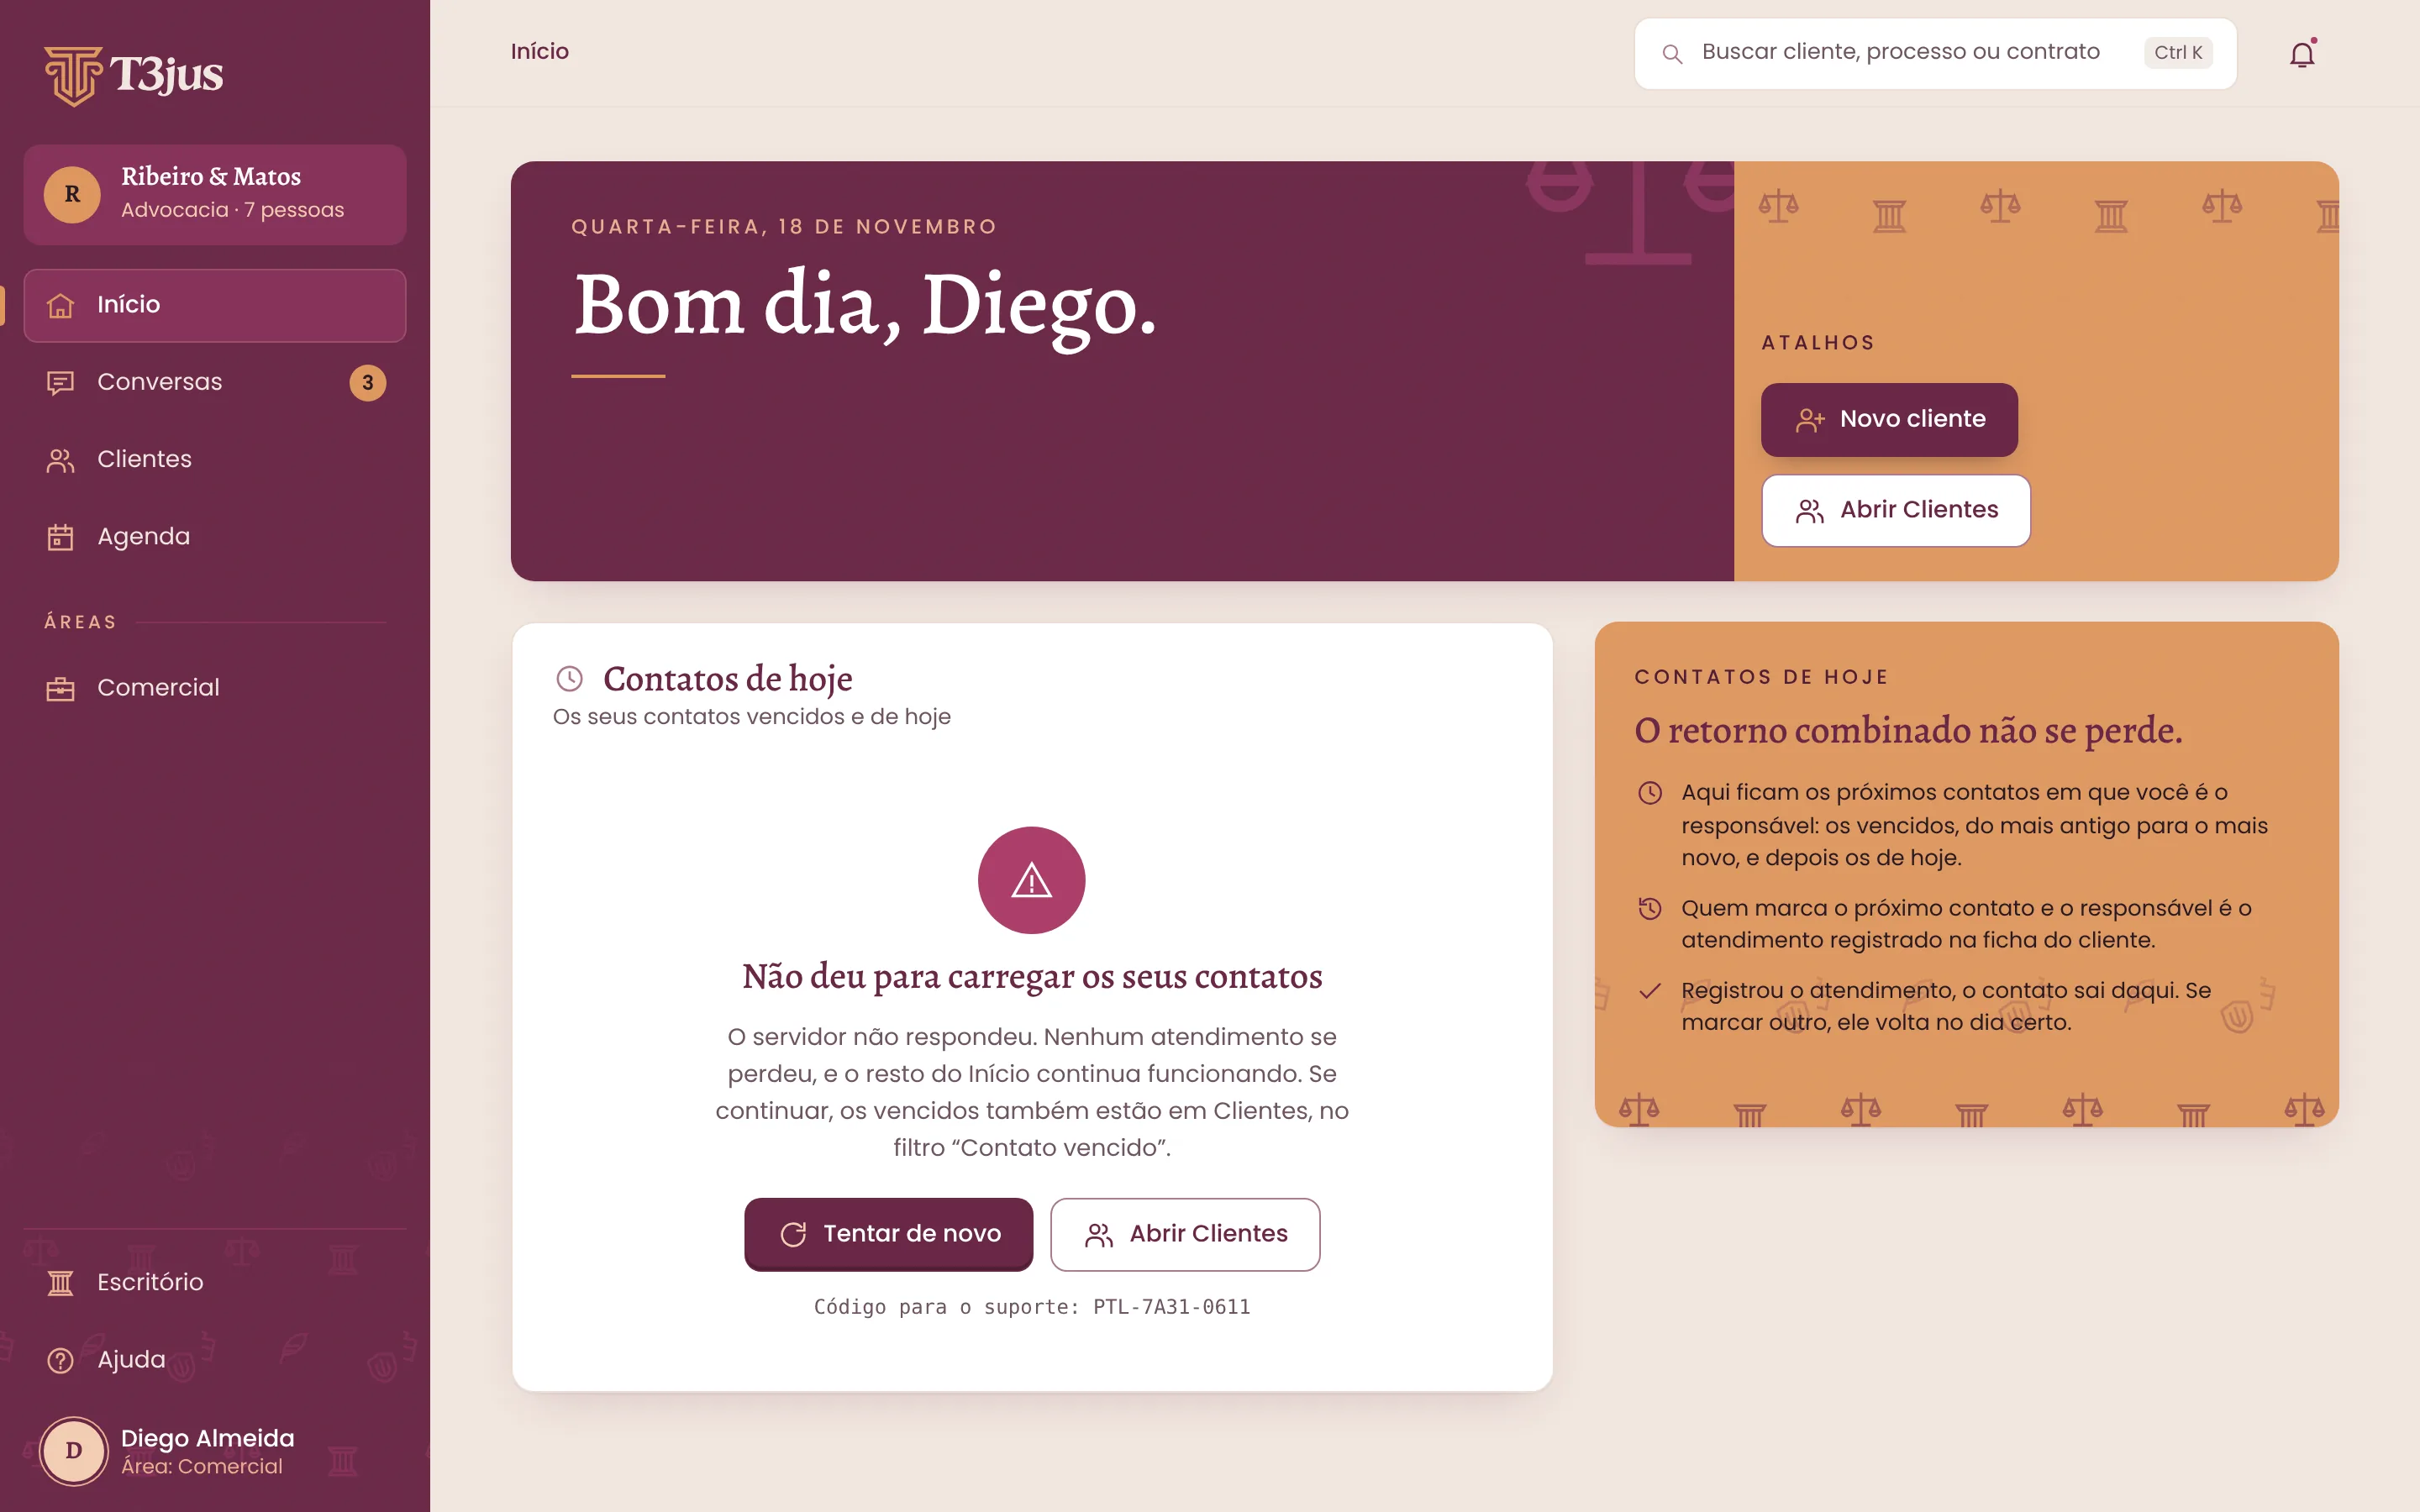 T3jus
R
Ribeiro & Matos
Advocacia · 7 pessoas
Início
Conversas
3
Clientes
Agenda
ÁREAS
Comercial
Escritório
Ajuda
D
Diego Almeida
Área: Comercial
Início
Buscar cliente, processo ou contrato
Ctrl K
QUARTA-FEIRA, 18 DE NOVEMBRO
Bom dia, Diego.
ATALHOS
Novo cliente
Abrir Clientes
Contatos de hoje
Os seus contatos vencidos e de hoje
Não deu para carregar os seus contatos
O servidor não respondeu. Nenhum atendimento se
perdeu, e o resto do Início continua funcionando. Se
continuar, os vencidos também estão em Clientes, no
filtro “Contato vencido”.
Tentar de novo
Abrir Clientes
Código para o suporte: PTL-7A31-0611
CONTATOS DE HOJE
O retorno combinado não se perde.
Aqui ficam os próximos contatos em que você é o
responsável: os vencidos, do mais antigo para o mais
novo, e depois os de hoje.
Quem marca o próximo contato e o responsável é o
atendimento registrado na ficha do cliente.
Registrou o atendimento, o contato sai daqui. Se
marcar outro, ele volta no dia certo.